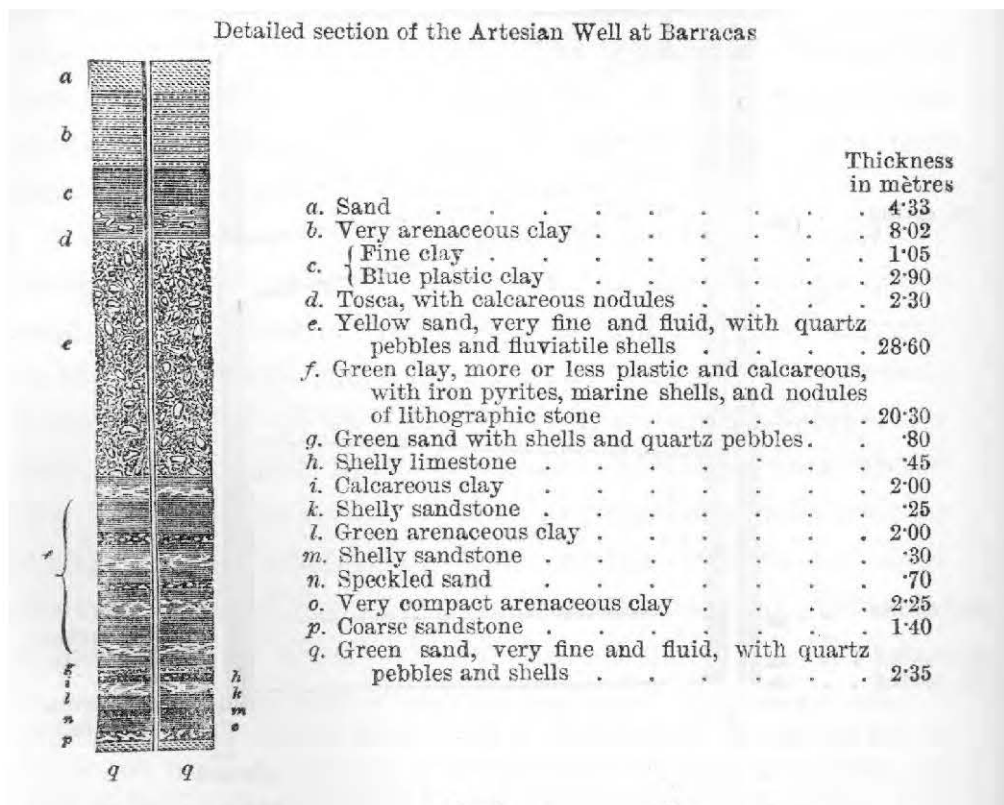 Detailed section of the Artesian Well at Barracas
a
b
c
d
e
f
g
i
l
n
p
h
k
m
o
q q
Thickness
in mètres
a. Sand . . . . . . . . . 4·33
b. Very arenaceous clay . . . . . . 8·02
c. { Fine clay . . . . . . . . 1·05
{ Blue plastic clay . . . . . . 2·90
d. Tosca, with calcareous nodules . . . . 2·30
e. Yellow sand, very fine and fluid, with quartz
pebbles and fluviatile shells . . . . 28·60
f. Green clay, more or less plastic and calcareous,
with iron pyrites, marine shells, and nodules
of lithographic stone . . . . . 20·30
g. Green sand with shells and quartz pebbles . . ·80
h. Shelly limestone . . . . . . . ·45
i. Calcareous clay . . . . . . . 2·00
k. Shelly sandstone . . . . . . . ·25
l. Green arenaceous clay . . . . . . 2·00
m. Shelly sandstone . . . . . . . ·30
n. Speckled sand . . . . . . . ·70
o. Very compact arenaceous clay . . . . 2·25
p. Coarse sandstone . . . . . . . 1·40
q. Green sand, very fine and fluid, with quartz
pebbles and shells . . . . . . 2·35